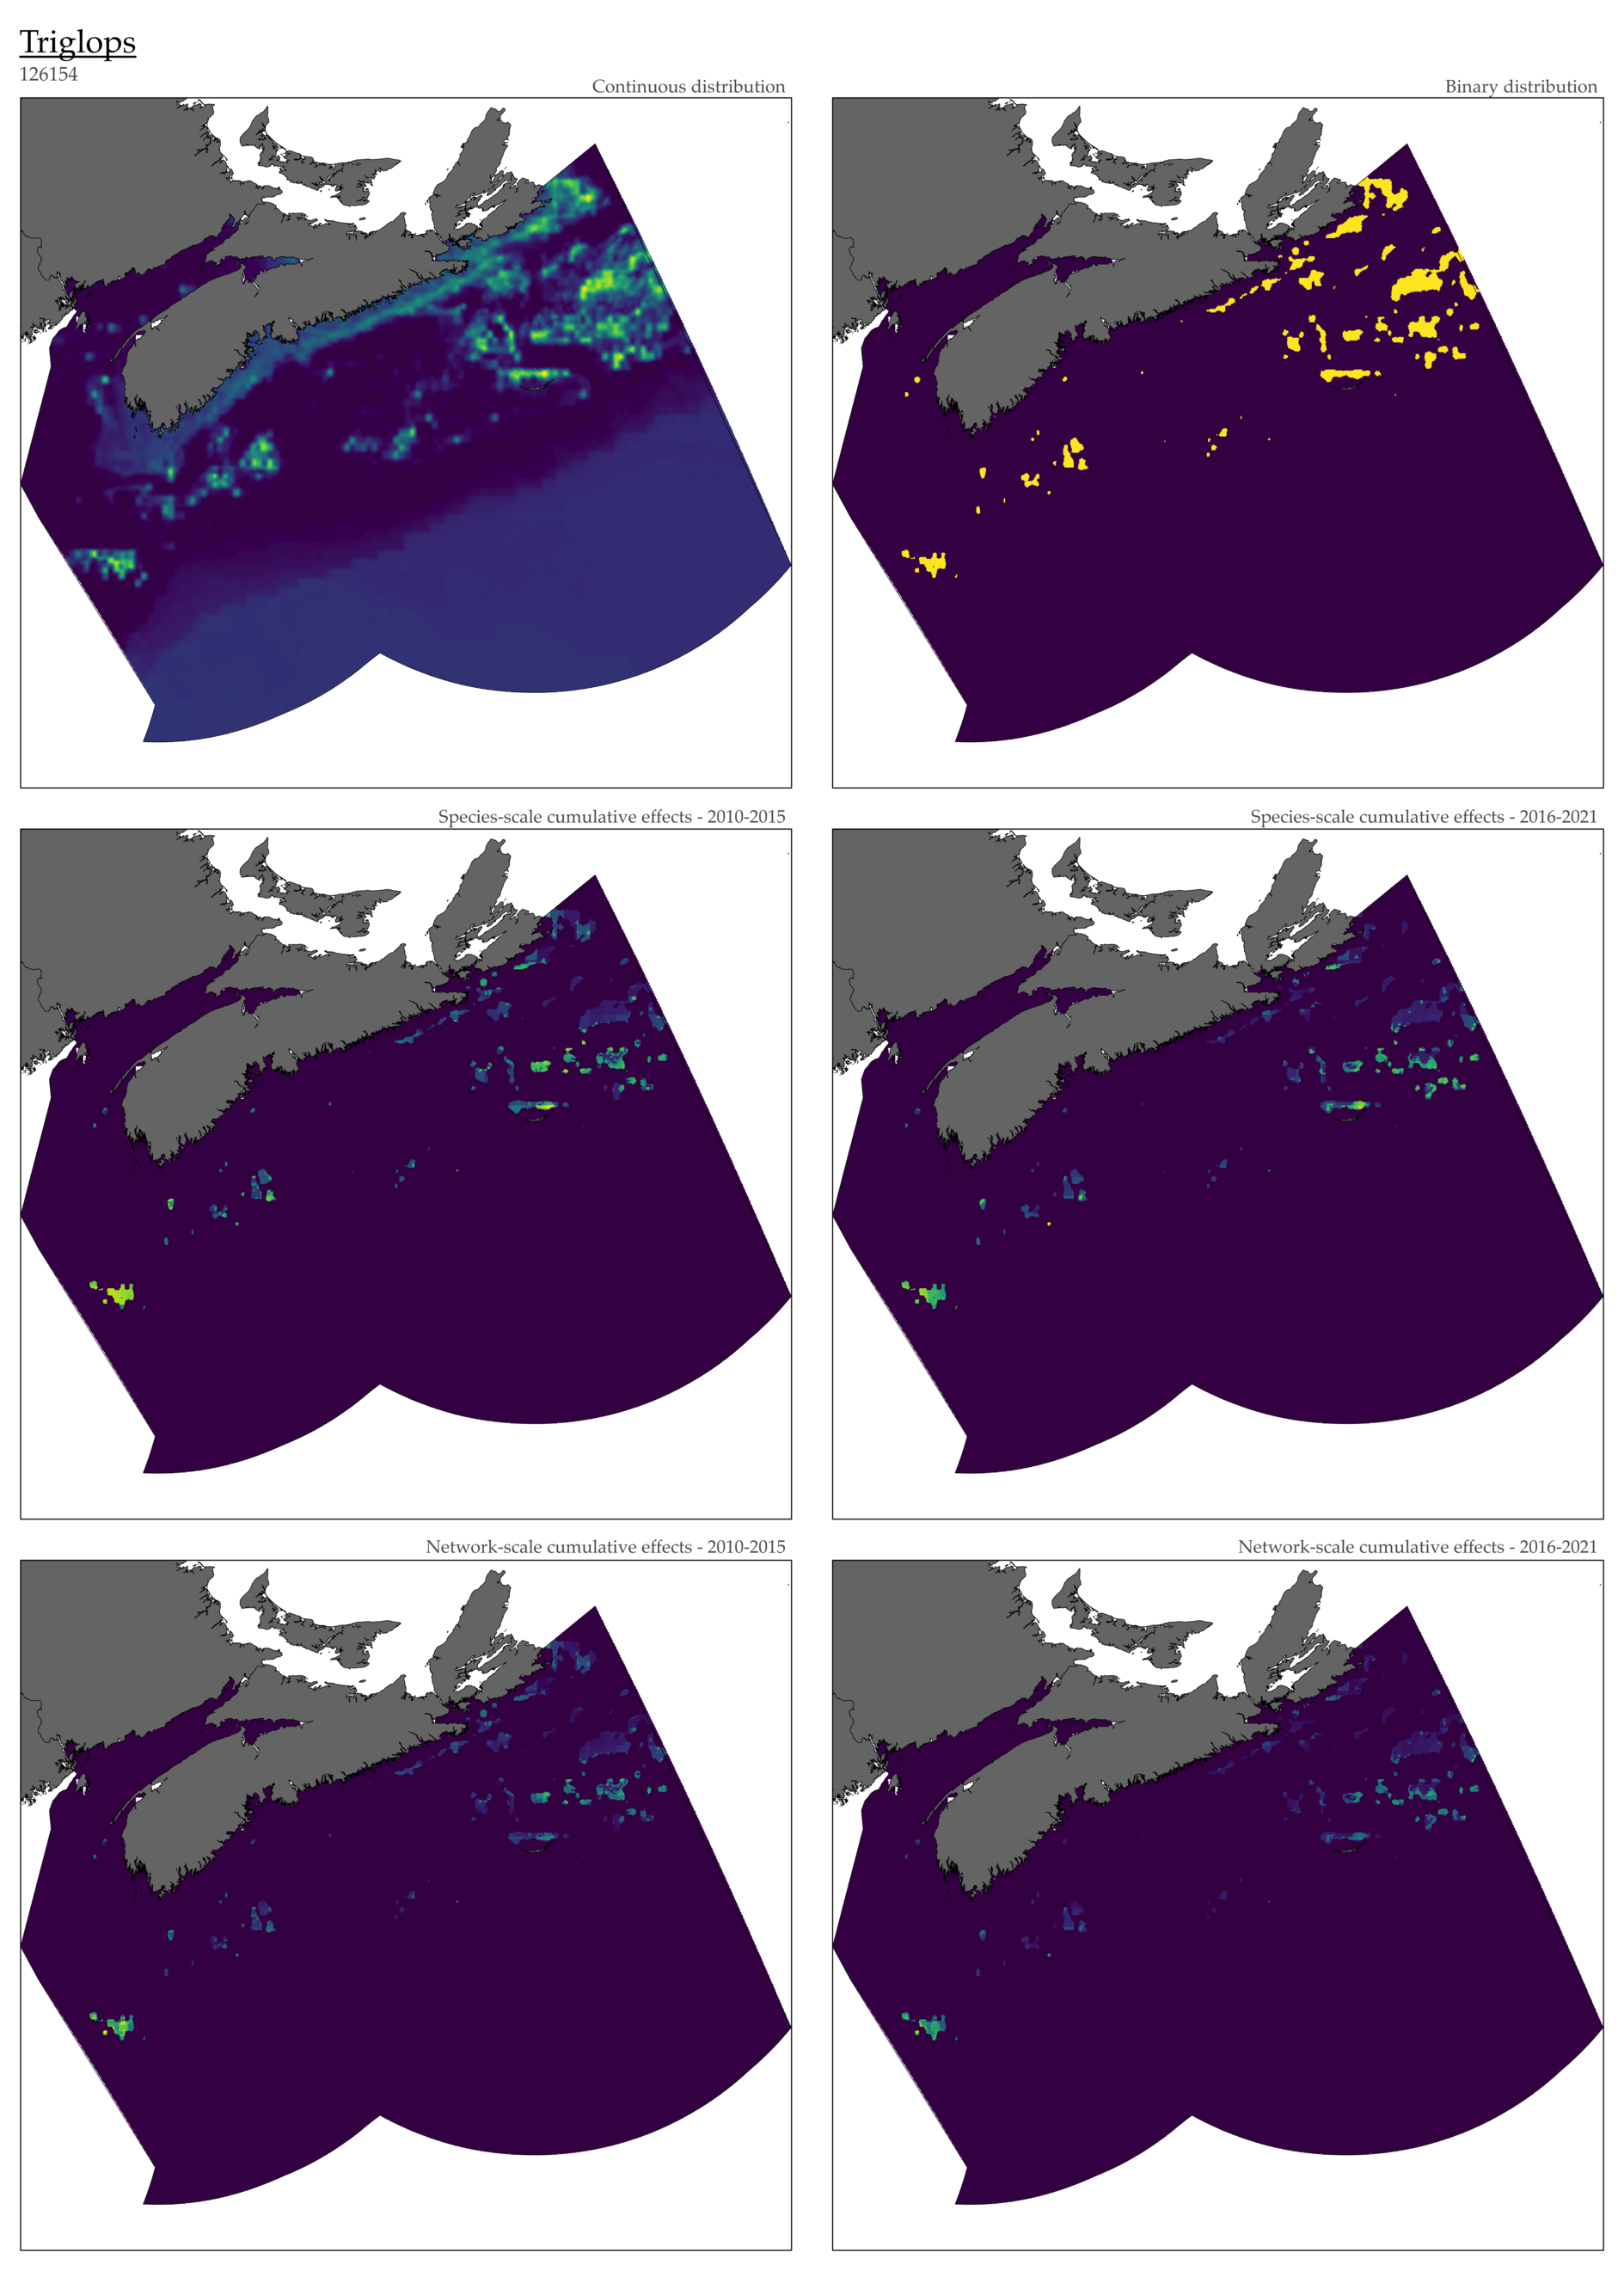 Triglops
126154
Continuous distribution
Binary distribution
Species-scale cumulative effects - 2010-2015
Species-scale cumulative effects - 2016-2021
Network-scale cumulative effects - 2010-2015
Network-scale cumulative effects - 2016-2021